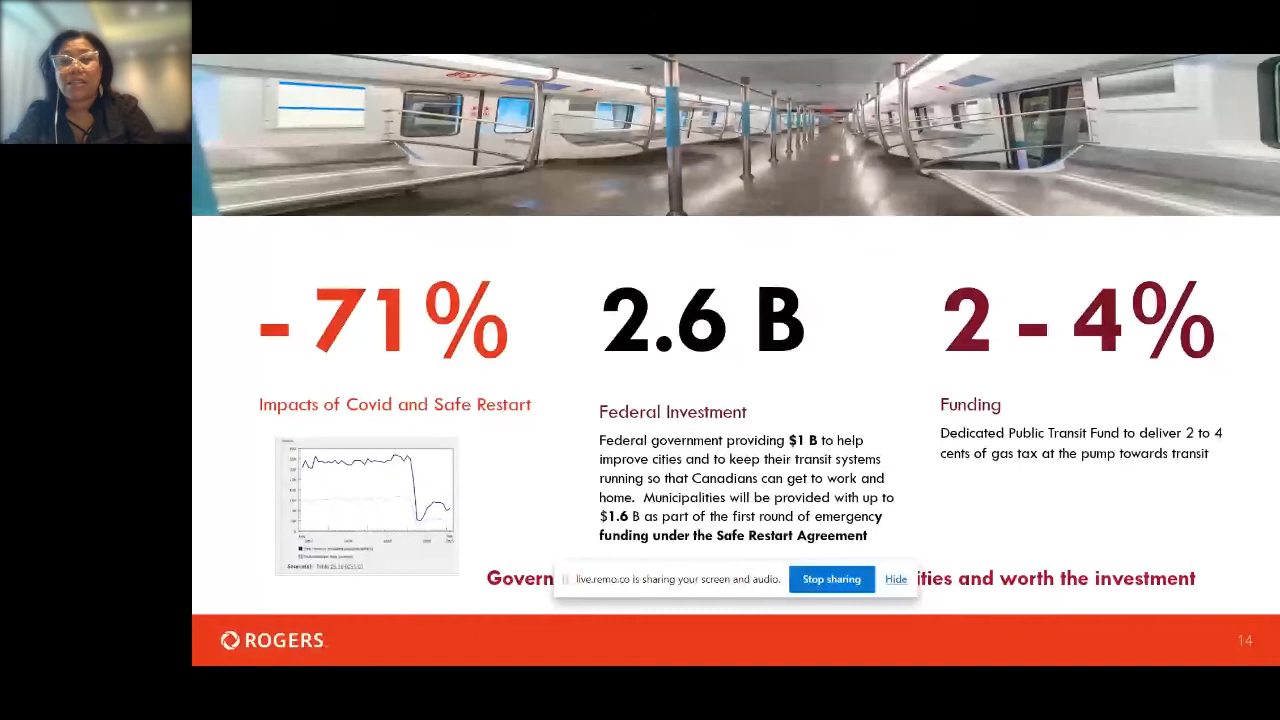 - 71%
2.6 B
2 - 4%
Impacts of Covid and Safe Restart
Federal Investment
Federal government providing $1 B to help
improve cities and to keep their transit systems
running so that Canadians can get to work and
home. Municipalities will be provided with up to
$1.6 B as part of the first round of emergency
funding under the Safe Restart Agreement
Funding
Dedicated Public Transit Fund to deliver 2 to 4
cents of gas tax at the pump towards transit
and worth the investment
live.remo.co is sharing your screen and audio.
Stop sharing
Hide
ROGERS
14